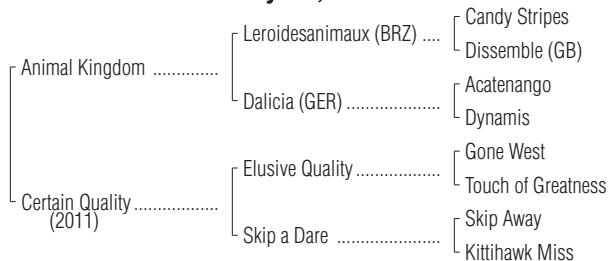 Candy Stripes
Leroidesanimaux (BRZ) ....
Dissemble (GB)
Animal Kingdom ..............
Acatenango
Dalicia (GER) ....................
Dynamis
Gone West
Elusive Quality ..................
Touch of Greatness
Certain Quality ..................
(2011)
Skip Away
Skip a Dare ......................
Kittihawk Miss